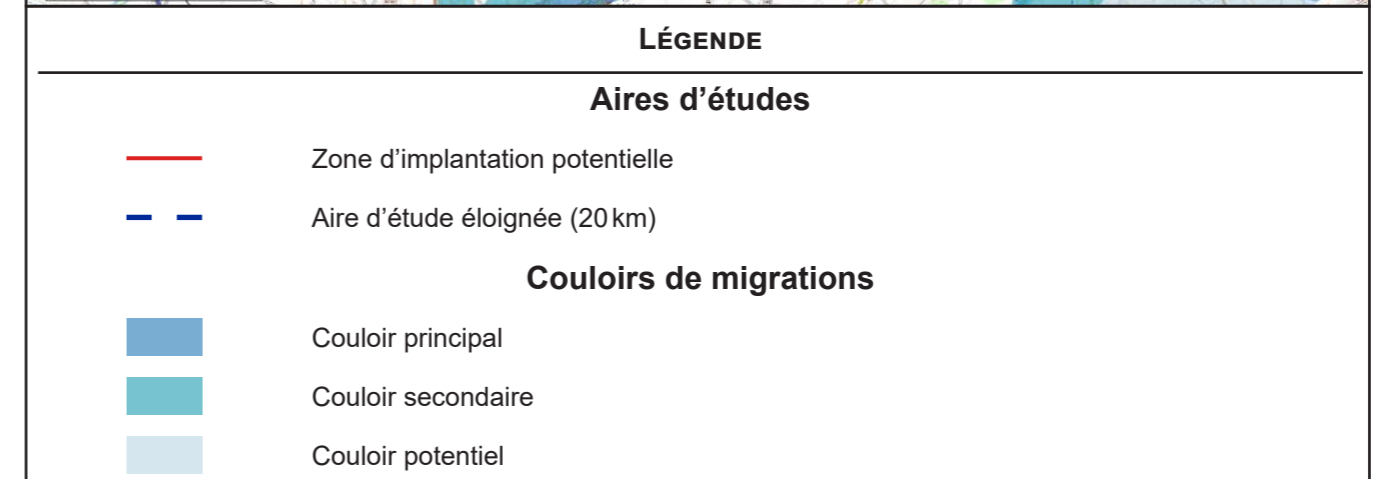 LÉGENDE
Aires d'études
Zone d'implantation potentielle
Aire d'étude éloignée (20 km)
Couloirs de migrations
Couloir principal
Couloir secondaire
Couloir potentiel